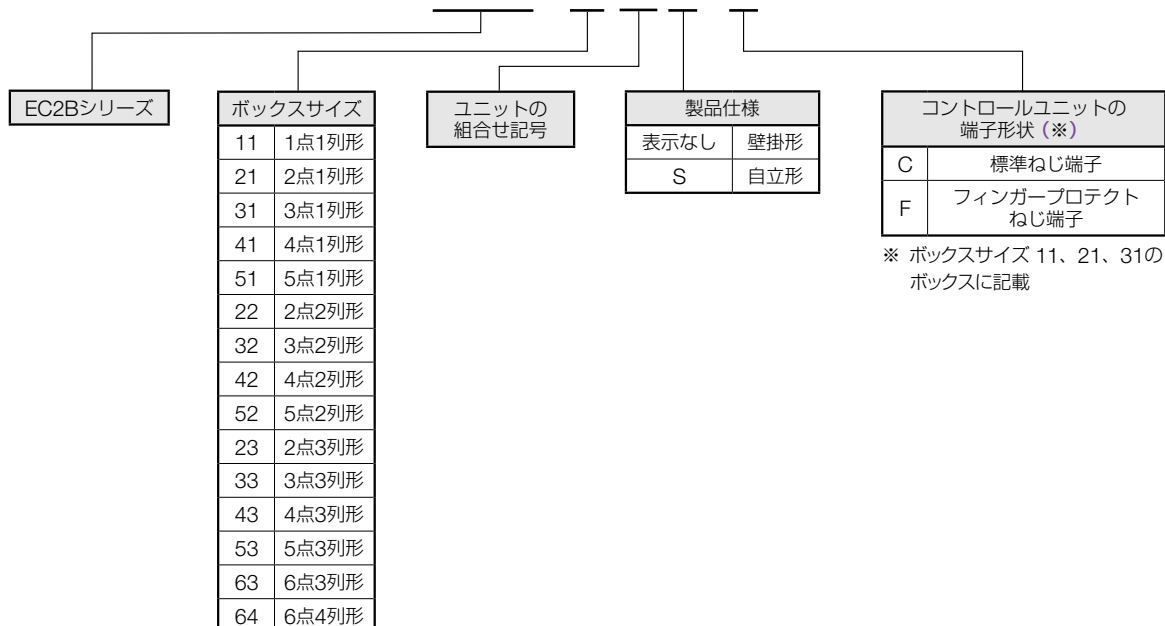 EC2Bシリーズ
ボックスサイズ
11 1点1列形
21 2点1列形
31 3点1列形
41 4点1列形
51 5点1列形
22 2点2列形
32 3点2列形
42 4点2列形
52 5点2列形
23 2点3列形
33 3点3列形
43 4点3列形
53 5点3列形
63 6点3列形
64 6点4列形
ユニットの
組合せ記号
製品仕様
表示なし 壁掛形
S 自立形
コントロールユニットの
端子形状(※)
C 標準ねじ端子
F フィンガープロテクト
ねじ端子
※ ボックスサイズ 11、21、31の
ボックスに記載